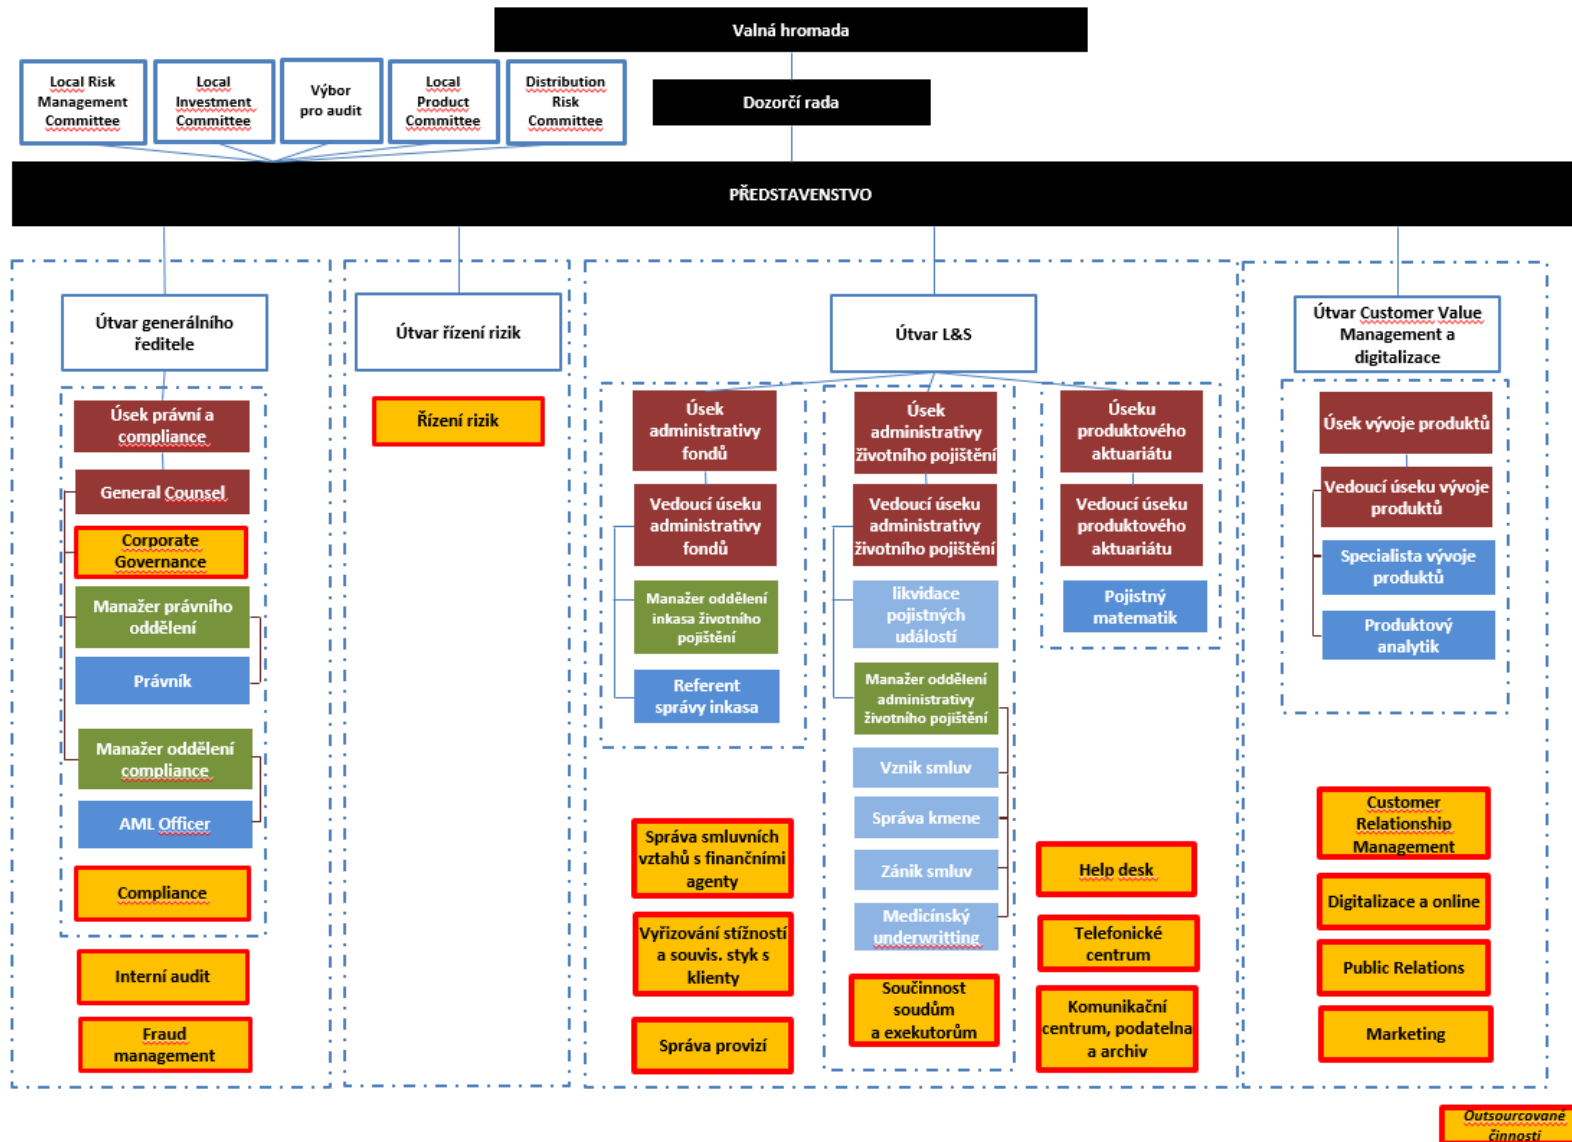 Valná hromada
Local Risk
Management
Committee
Local
Investment
Committee
Výbor
pro audit
Local
Product
Committee
Distribution
Risk
Committee
Dozorčí rada
PŘEDSTAVENSTVO
Útvar generálního
ředitele
Úsek právní a
compliance
General Counsel
Corporate
Governance
Manažer právního
oddělení
Právník
Manažer oddělení
compliance
AML Officer
Compliance
Interní audit
Fraud
management
Útvar řízení rizik
Řízení rizik
Útvar L&S
Úsek
administrativy
fondů
Vedoucí úseku
administrativy
fondů
Manažer oddělení
inkasa životního
pojištění
Referent
správy inkasa
Správa smluvních
vztahů s finančními
agenty
Vyřizování stížností
a souvis. styk s
klienty
Správa provizí
Úsek
administrativy
životního pojištění
Vedoucí úseku
administrativy
životního pojištění
likvidace
pojistných
událostí
Manažer oddělení
administrativy
životního pojištění
Vznik smluv
Správa kmene
Zánik smluv
Medicínský
underwritting
Součinnost
soudům
a exekutorům
Úseku
produktového
aktuariátu
Vedoucí úseku
produktového
aktuariátu
Pojistný
matematik
Help desk
Telefonické
centrum
Komunikační
centrum, podatelna
a archiv
Útvar Customer Value
Management a
digitalizace
Úsek vývoje produktů
Vedoucí úseku vývoje
produktů
Specialista vývoje
produktů
Produktový
analytik
Customer
Relationship
Management
Digitalizace a online
Public Relations
Marketing
Outsourcované
činnosti